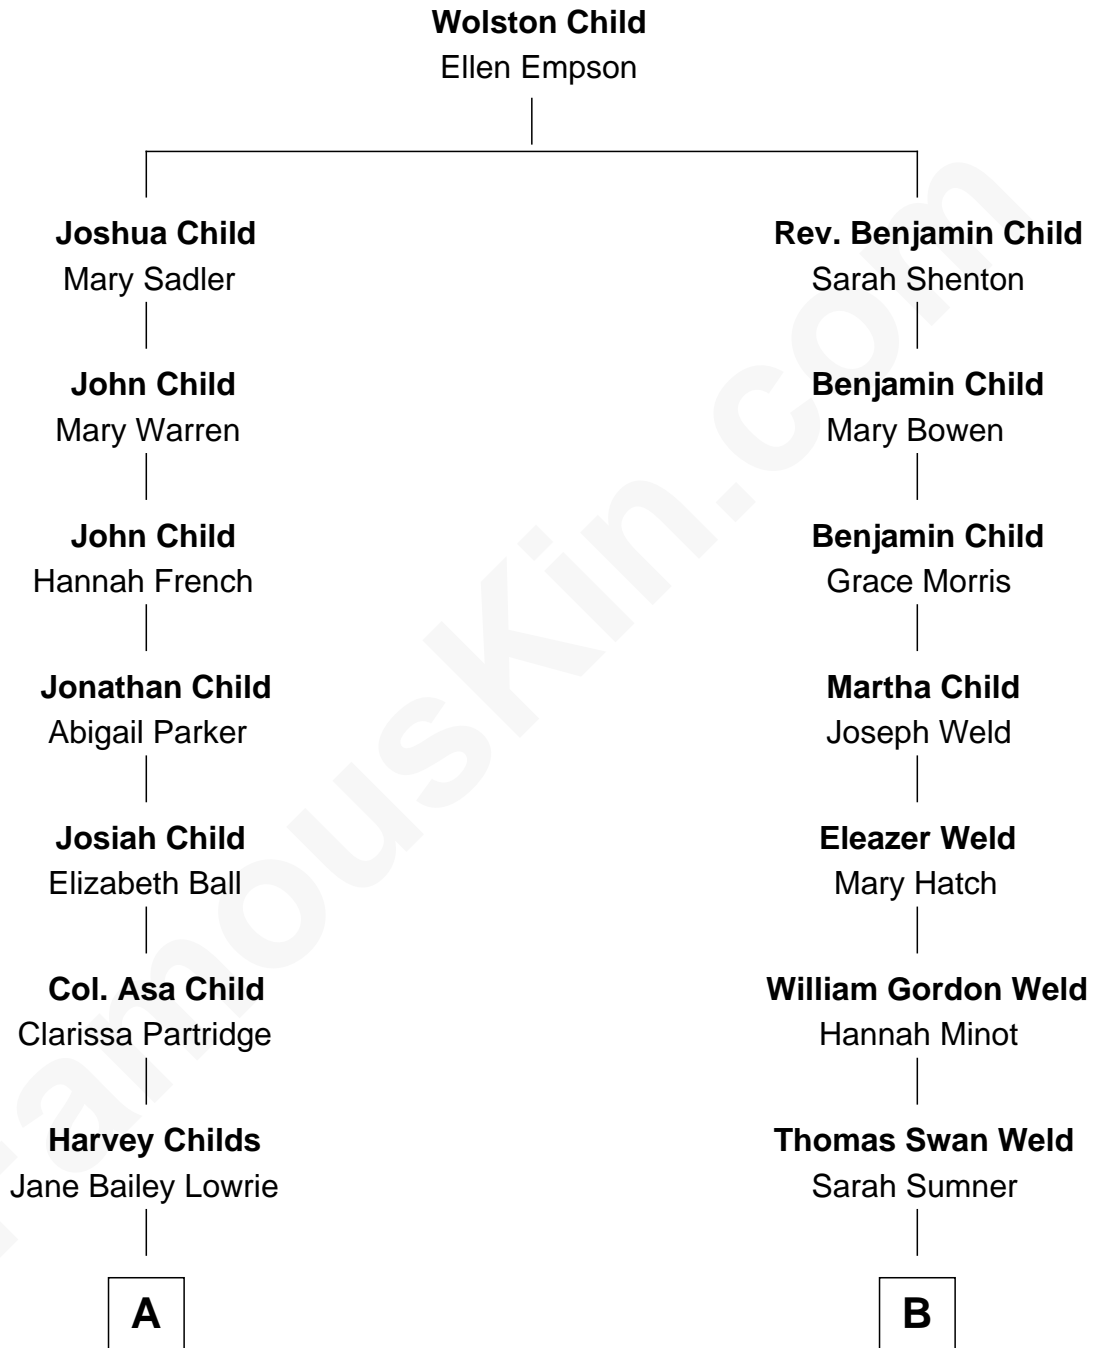 Wolston Child
Ellen Empson
Joshua Child
Mary Sadler
John Child
Mary Warren
John Child
Hannah French
Jonathan Child
Abigail Parker
Josiah Child
Elizabeth Ball
Col. Asa Child
Clarissa Partridge
Harvey Childs
Jane Bailey Lowrie
A
Rev. Benjamin Child
Sarah Shenton
Benjamin Child
Mary Bowen
Benjamin Child
Grace Morris
Martha Child
Joseph Weld
Eleazer Weld
Mary Hatch
William Gordon Weld
Hannah Minot
Thomas Swan Weld
Sarah Sumner
B
FamousKin.com